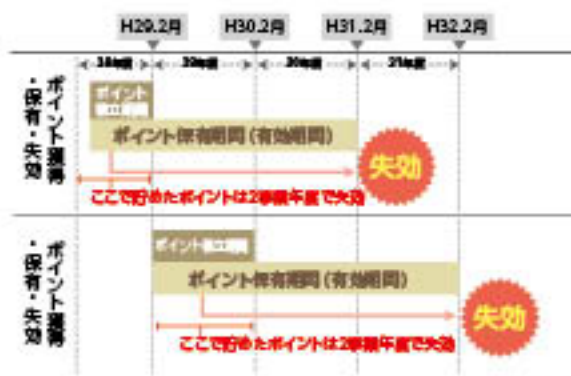 H29.2月 H30.2月 H31.2月 H32.2月
28年度 29年度 30年度 31年度
ポイント獲得・保有・失効
ポイント
ポイント保有期間（有効期間）
失効
ここで貯めたポイントは2事業年度で失効
ポイント獲得・保有・失効
ポイント
ポイント保有期間（有効期間）
失効
ここで貯めたポイントは2事業年度で失効